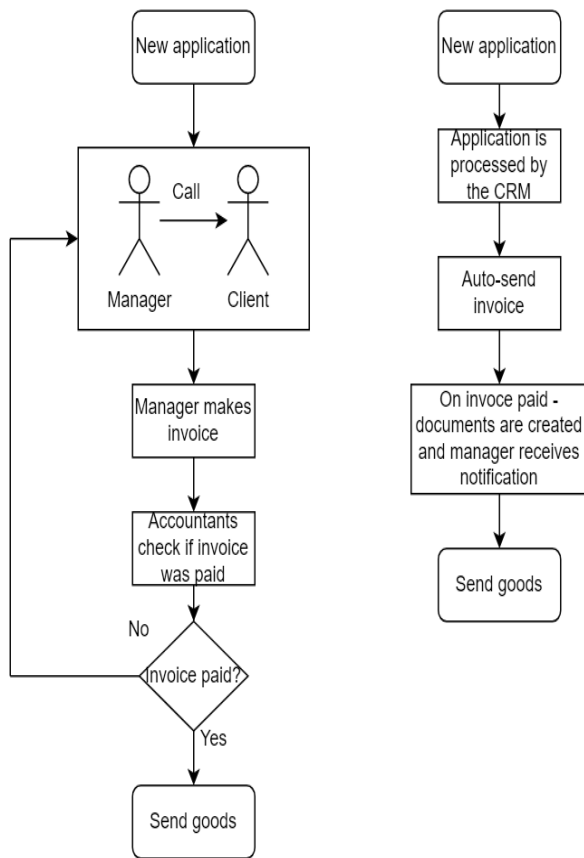 New application
Call
Manager
Client
Manager makes
invoice
Accountants
check if invoice
was paid
No
Invoice paid?
Yes
Send goods
New application
Application is
processed by
the CRM
Auto-send
invoice
On invoce paid -
documents are created
and manager receives
notification
Send goods